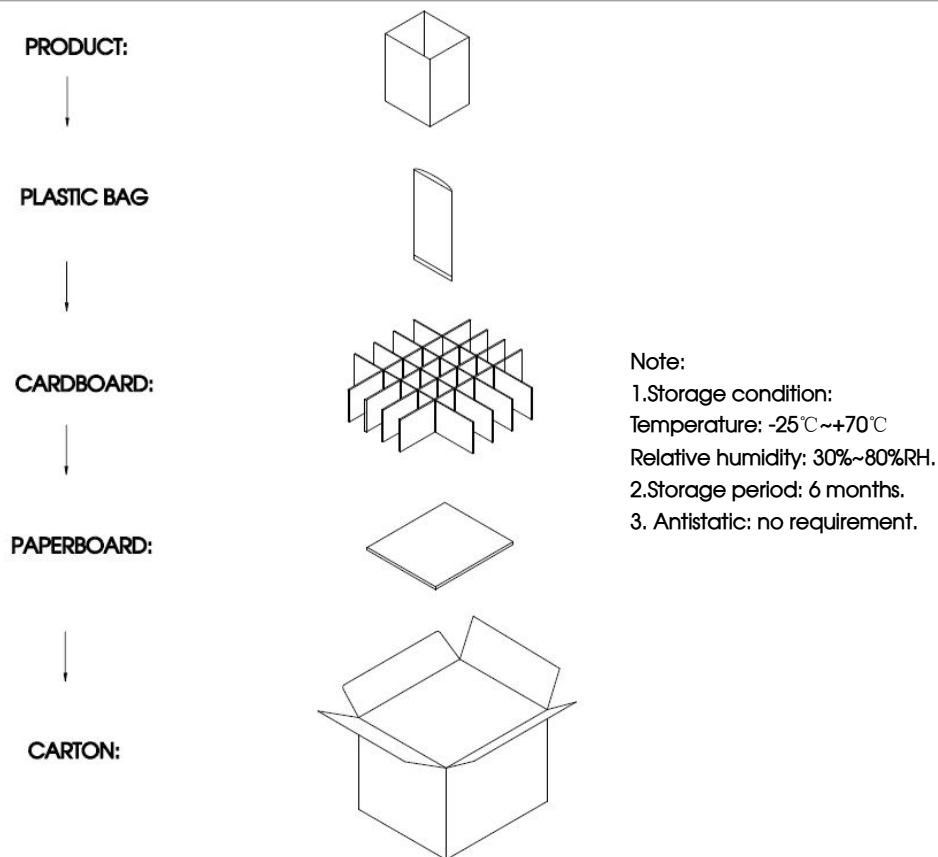 PRODUCT:
PLASTIC BAG
CARDBOARD:
PAPERBOARD:
CARTON:
Note:
1.Storage condition:
Temperature: -25℃~+70℃
Relative humidity: 30%~80%RH.
2.Storage period: 6 months.
3. Antistatic: no requirement.